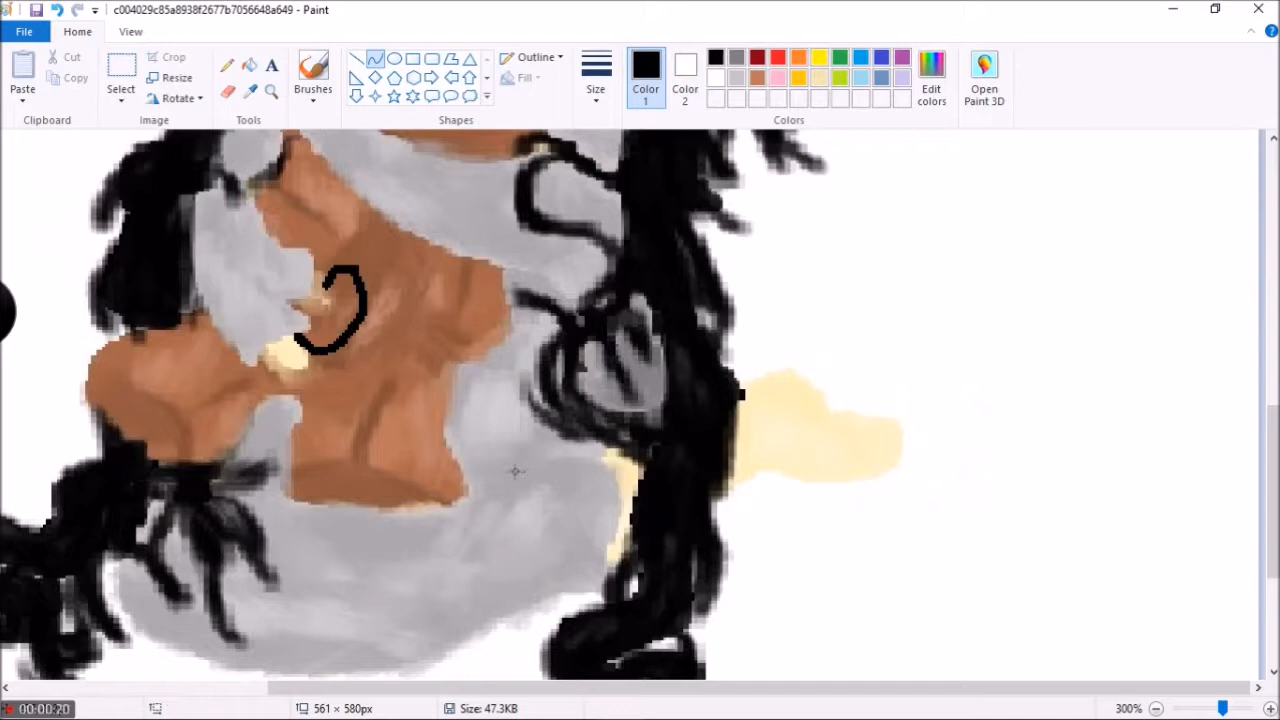 c004029c85a8938f2677b7056648a649 - Paint
File
Home
View
Paste
Cut
Copy
Clipboard
Select
Crop
Resize
Rotate
Image
A
Tools
Brushes
Outline
Fill
Shapes
Size
Color
1
Color
2
Edit
colors
Colors
Open
Paint 3D
00:00:20
561 × 580px
Size: 47.3KB
300%